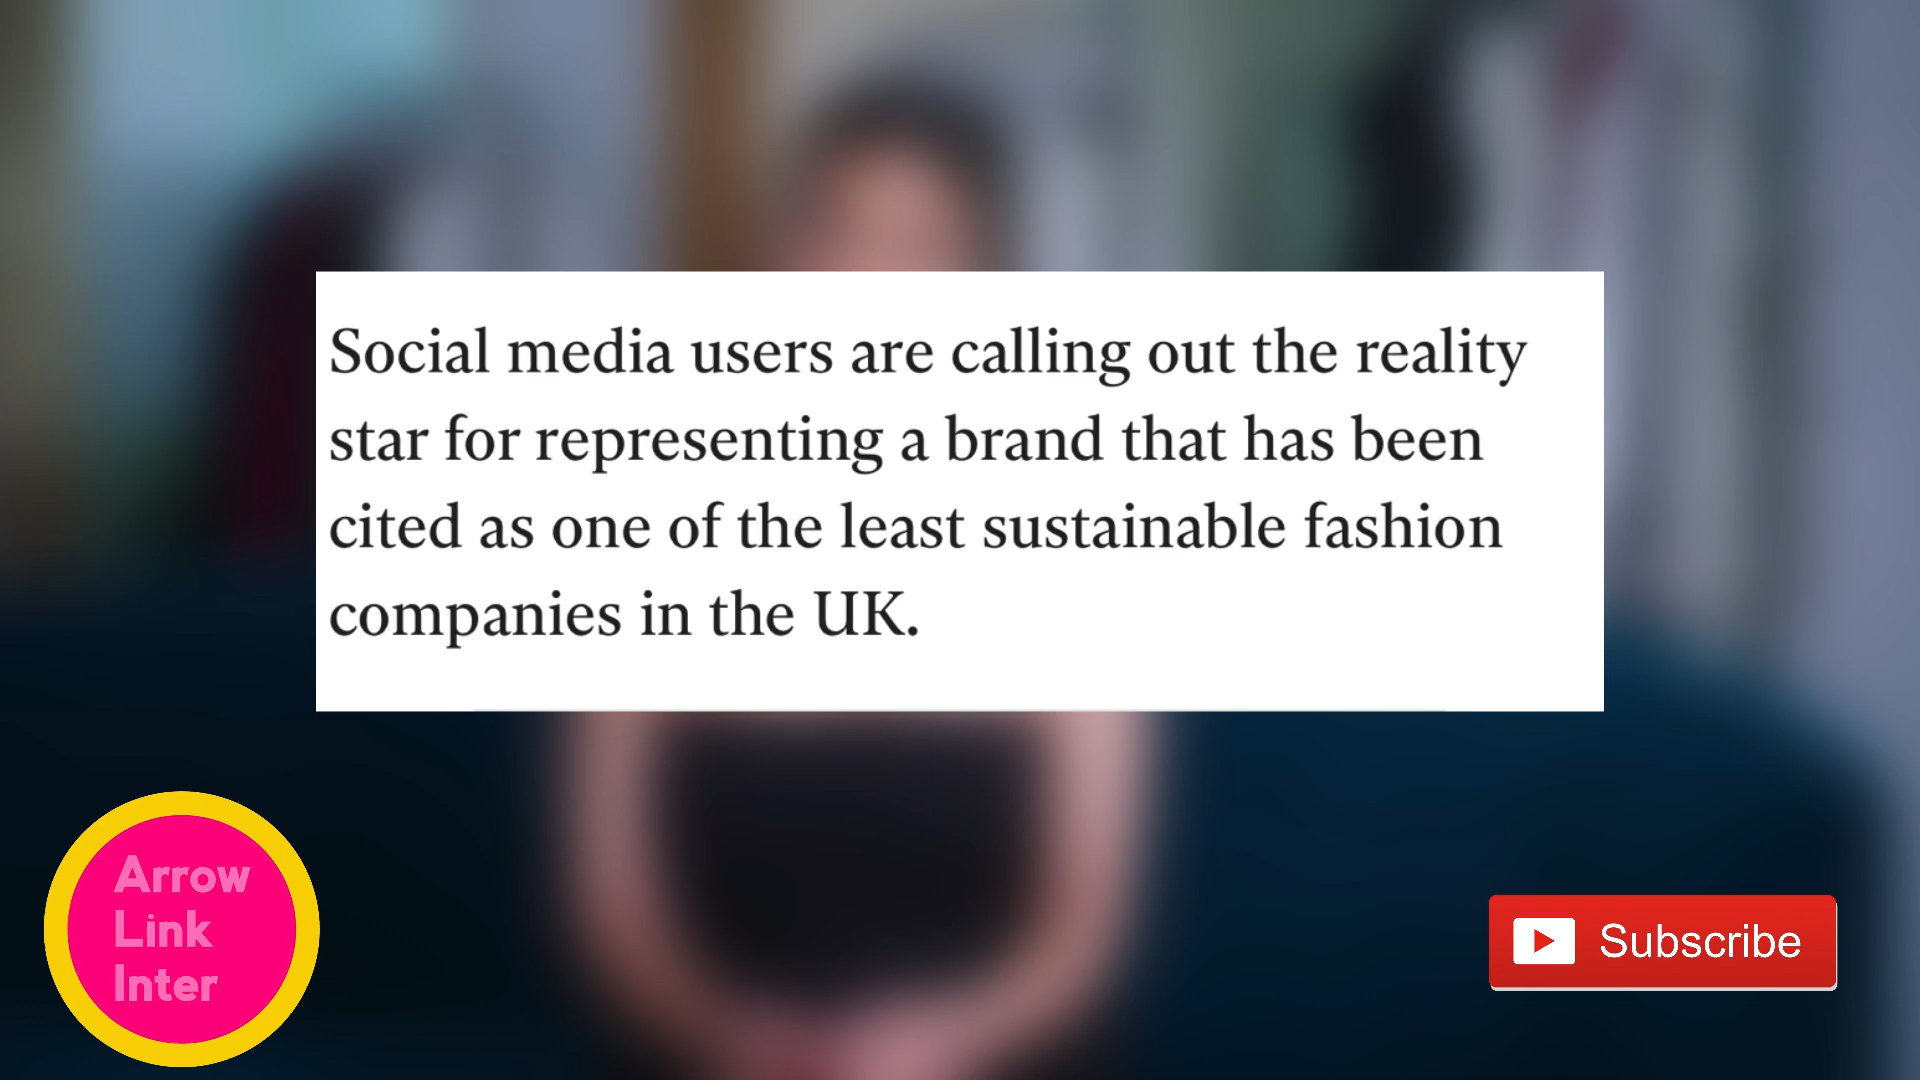 Social media users are calling out the reality
star for representing a brand that has been
cited as one of the least sustainable fashion
companies in the UK.
Arrow
Link
Inter
Subscribe